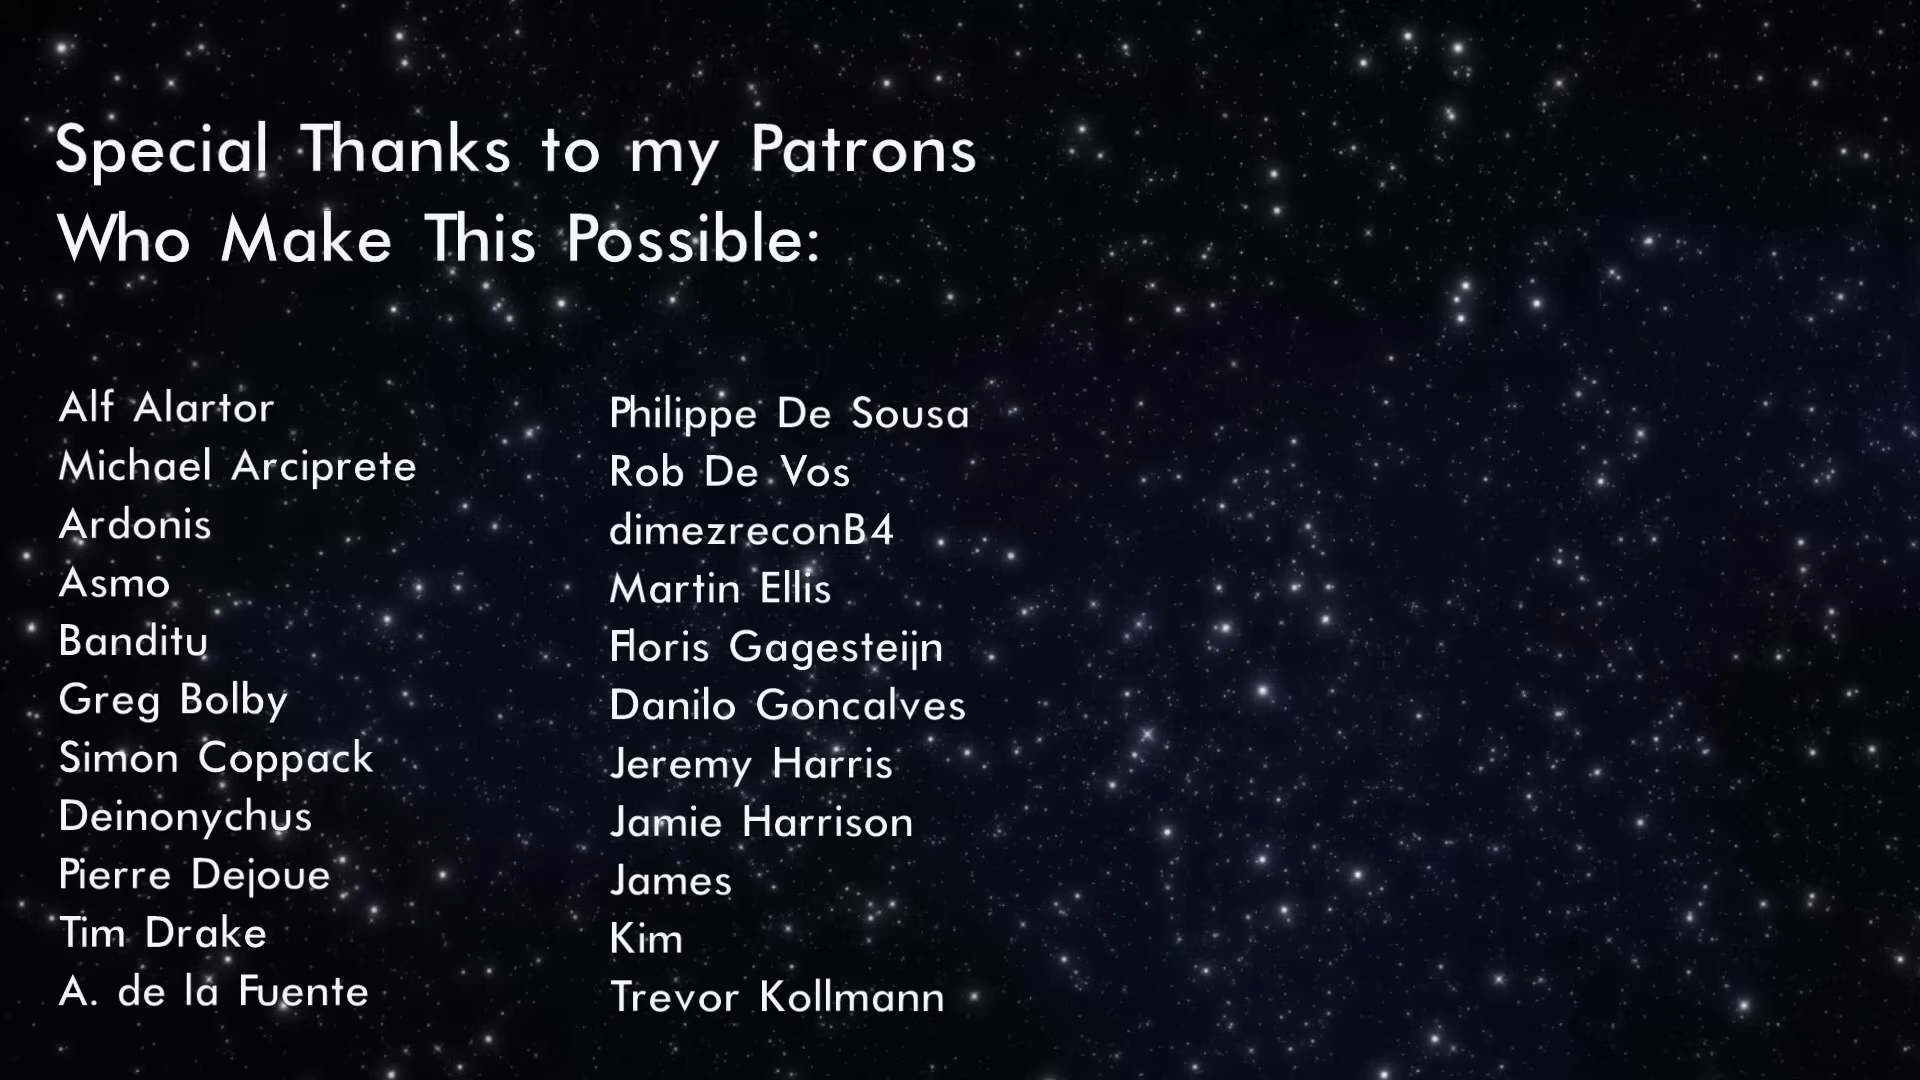 Special Thanks to my Patrons
Who Make This Possible:
Alf Alartor
Michael Arciprete
Ardonis
Asmo
Banditu
Greg Bolby
Simon Coppack
Deinonychus
Pierre Dejoue
Tim Drake
A. de la Fuente
Philippe De Sousa
Rob De Vos
dimezreconB4
Martin Ellis
Floris Gagesteijn
Danilo Goncalves
Jeremy Harris
Jamie Harrison
James
Kim
Trevor Kollmann